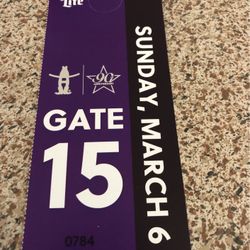 Lite
90
GATE
15
0784
SUNDAY, MARCH 6